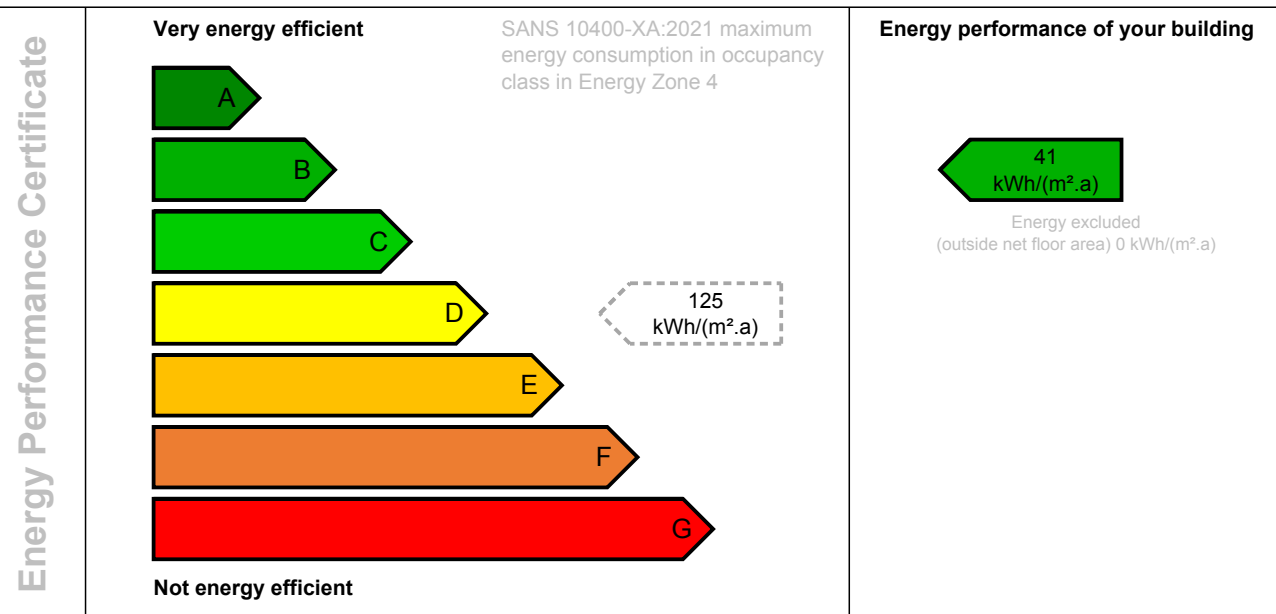 Energy Performance Certificate
Very energy efficient
SANS 10400-XA:2021 maximum
energy consumption in occupancy
class in Energy Zone 4
A
B
C
D
125
kWh/(m².a)
E
F
G
Not energy efficient
Energy performance of your building
41
kWh/(m².a)
Energy excluded
(outside net floor area) 0 kWh/(m².a)